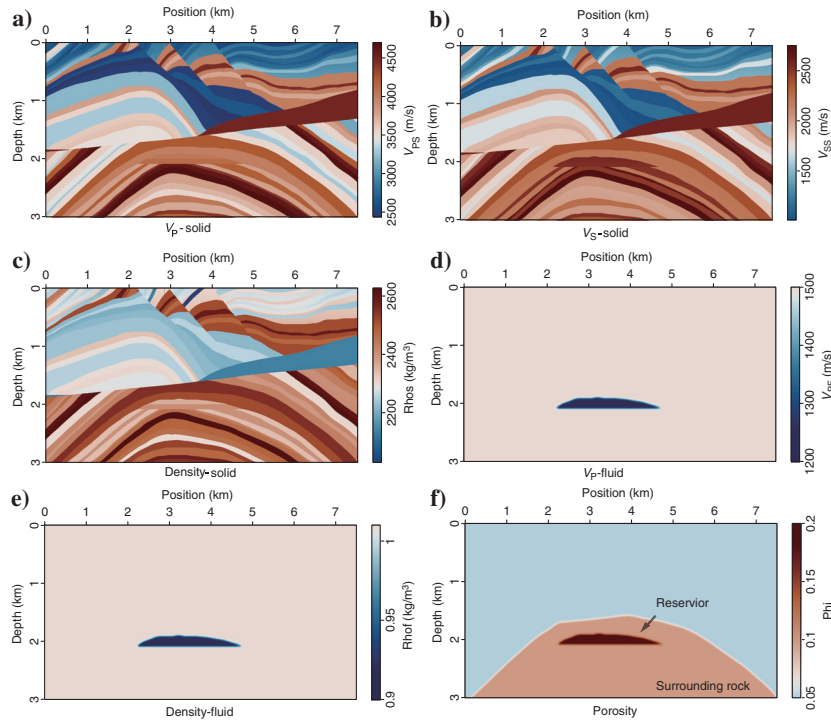 a)
Position (km)
0 1 2 3 4 5 6 7
Depth (km)
0
1
2
3
4500
4000
3500
3000
2500
VPS (m/s)
VP-solid
b)
Position (km)
0 1 2 3 4 5 6 7
Depth (km)
0
1
2
3
2500
2000
1500
1000
VSS (m/s)
VS-solid
c)
Position (km)
0 1 2 3 4 5 6 7
Depth (km)
0
1
2
3
2600
2400
2200
Rhos (kg/m3)
Density-solid
d)
Position (km)
0 1 2 3 4 5 6 7
Depth (km)
0
1
2
3
1500
1400
1300
1200
(m/s)
VP-fluid
e)
Position (km)
0 1 2 3 4 5 6 7
Depth (km)
0
1
2
3
1
0.95
0.9
Rhof (kg/m3)
Density-fluid
f)
Position (km)
0 1 2 3 4 5 6 7
Depth (km)
0
1
2
3
Reservior
Surrounding rock
0.2
0.15
0.1
0.05
Phi
Porosity